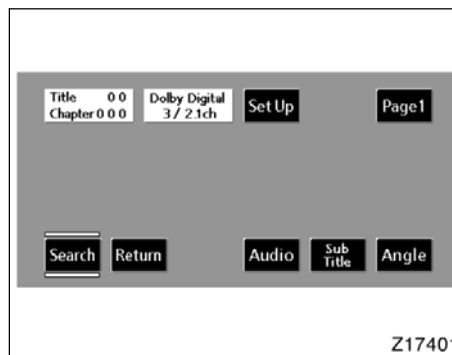 Title 0 0
Chapter 0 0 0
Dolby Digital
3 / 2.1ch
Set Up
Page1
Search
Return
Audio
Sub
Title
Angle
Z17401